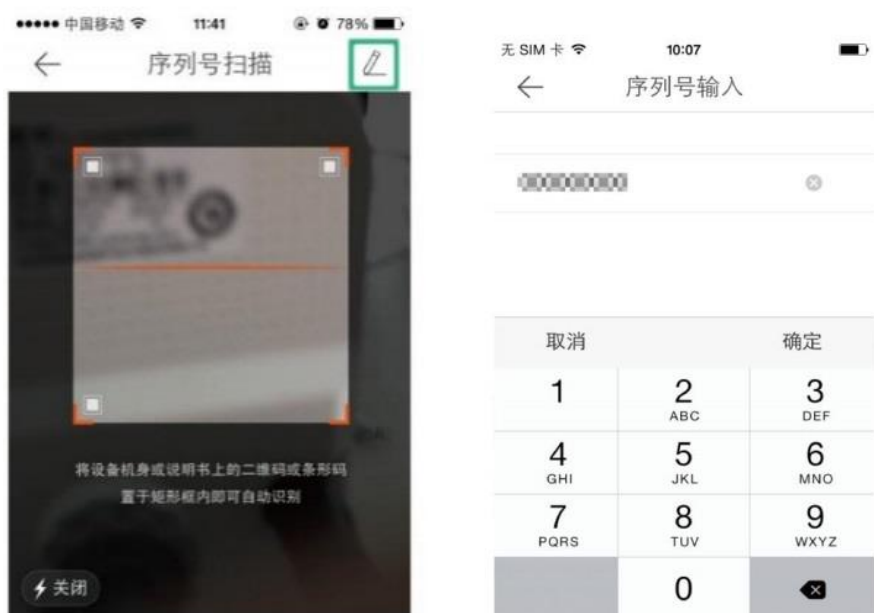 中国移动 11:41 78%
序列号扫描
将设备机身或说明书上的二维码或条形码
置于矩形框内即可自动识别
关闭
无 SIM 卡 10:07
序列号输入
取消 确定
1 2 3
ABC DEF
4 5 6
GHI JKL MNO
7 8 9
PQRS TUV WXYZ
0